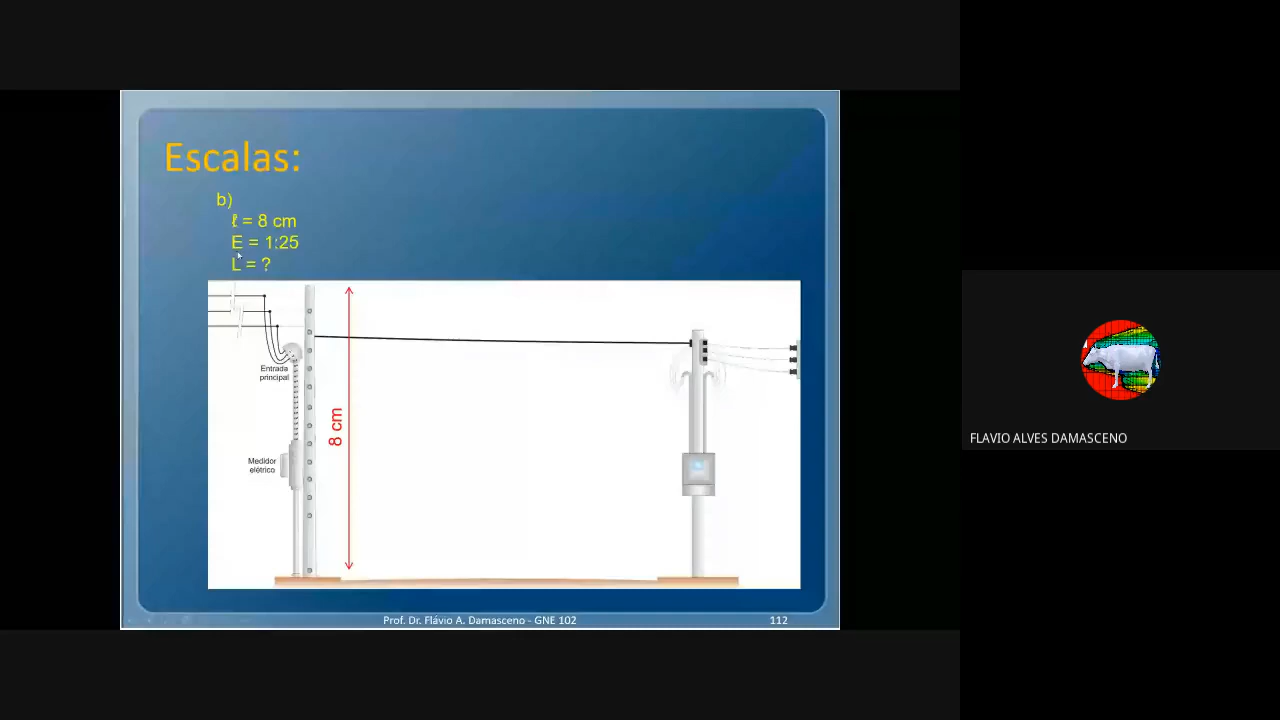 Escalas:
b)
ℓ = 8 cm
E = 1:25
L = ?
Entrada
principal
8 cm
Medidor
elétrico
Prof. Dr. Flávio A. Damasceno - GNE 102
112
FLAVIO ALVES DAMASCENO